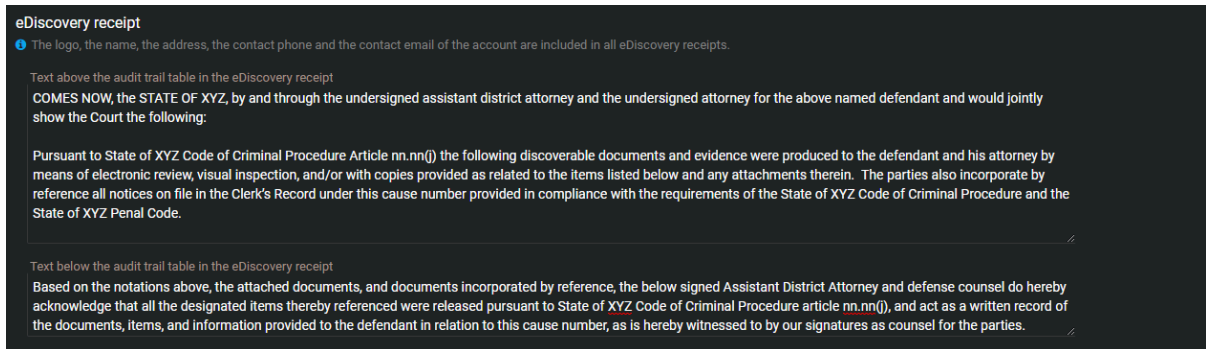 eDiscovery receipt
The logo, the name, the address, the contact phone and the contact email of the account are included in all eDiscovery receipts.
Text above the audit trail table in the eDiscovery receipt
COMES NOW, the STATE OF XYZ, by and through the undersigned assistant district attorney and the undersigned attorney for the above named defendant and would jointly
show the Court the following:
Pursuant to State of XYZ Code of Criminal Procedure Article nn.nn(j) the following discoverable documents and evidence were produced to the defendant and his attorney by
means of electronic review, visual inspection, and/or with copies provided as related to the items listed below and any attachments therein.  The parties also incorporate by
reference all notices on file in the Clerk's Record under this cause number provided in compliance with the requirements of the State of XYZ Code of Criminal Procedure and the
State of XYZ Penal Code.
Text below the audit trail table in the eDiscovery receipt
Based on the notations above, the attached documents, and documents incorporated by reference, the below signed Assistant District Attorney and defense counsel do hereby
acknowledge that all the designated items thereby referenced were released pursuant to State of XYZ Code of Criminal Procedure article nn.nn(j), and act as a written record of
the documents, items, and information provided to the defendant in relation to this cause number, as is hereby witnessed to by our signatures as counsel for the parties.